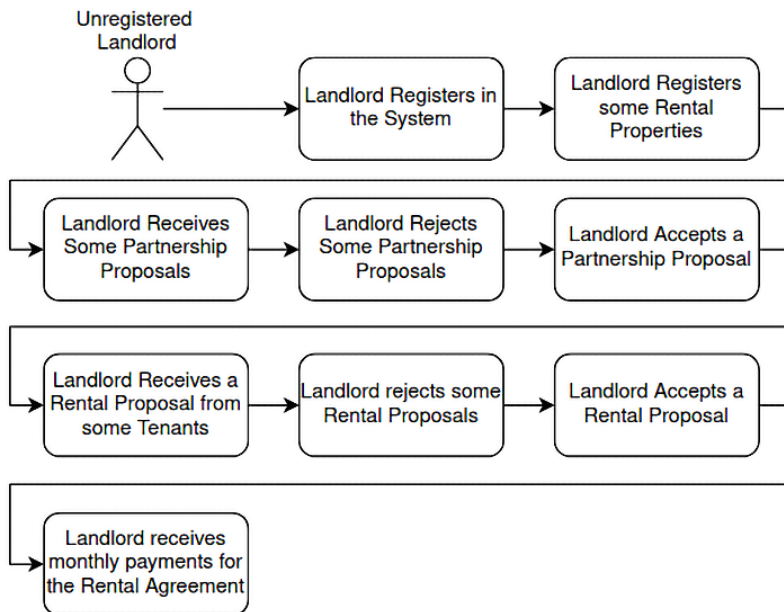 Unregistered
Landlord
Landlord Registers in
the System
Landlord Registers
some Rental
Properties
Landlord Receives
Some Partnership
Proposals
Landlord Rejects
Some Partnership
Proposals
Landlord Accepts a
Partnership Proposal
Landlord Receives a
Rental Proposal from
some Tenants
Landlord rejects some
Rental Proposals
Landlord Accepts a
Rental Proposal
Landlord receives
monthly payments for
the Rental Agreement